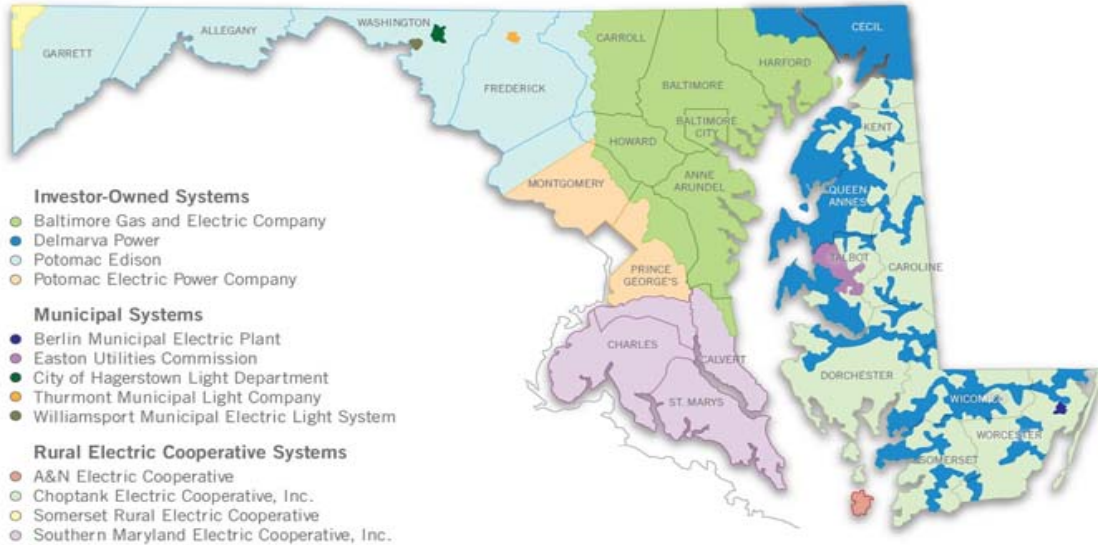 GARRETT
ALLEGANY
WASHINGTON
FREDERICK
CARROLL
BALTIMORE
HARFORD
CECIL
BALTIMORE
CITY
HOWARD
KENT
MONTGOMERY
ANNE
ARUNDEL
QUEEN
ANNES
PRINCE
GEORGE'S
TALBOT
CAROLINE
CHARLES
CALVERT
ST. MARYS
DORCHESTER
WICOMICO
WORCESTER
SOMERSET
Investor-Owned Systems
Baltimore Gas and Electric Company
Delmarva Power
Potomac Edison
Potomac Electric Power Company
Municipal Systems
Berlin Municipal Electric Plant
Easton Utilities Commission
City of Hagerstown Light Department
Thurmont Municipal Light Company
Williamsport Municipal Electric Light System
Rural Electric Cooperative Systems
A&N Electric Cooperative
Choptank Electric Cooperative, Inc.
Somerset Rural Electric Cooperative
Southern Maryland Electric Cooperative, Inc.